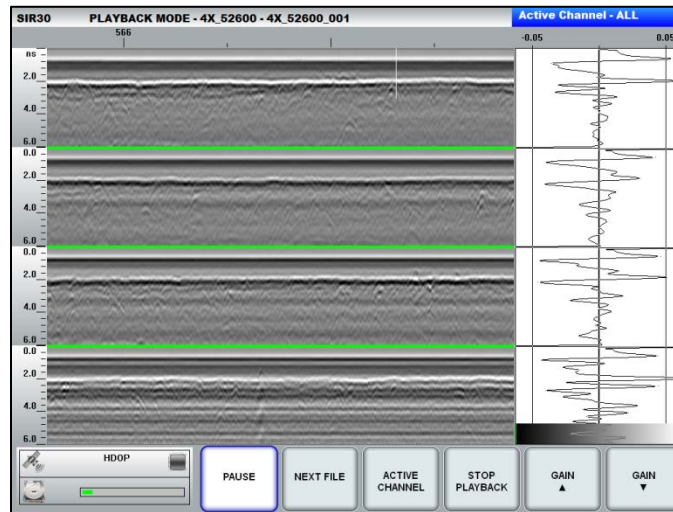 SIR30 PLAYBACK MODE - 4X_52600 - 4X_52600_001 Active Channel - ALL
566 -0.05 0.05
ns
2.0
4.0
6.0
0.0
2.0
4.0
6.0
0.0
2.0
4.0
6.0
0.0
2.0
4.0
6.0
HDOP
PAUSE
NEXT FILE
ACTIVE
CHANNEL
STOP
PLAYBACK
GAIN
▲
GAIN
▼